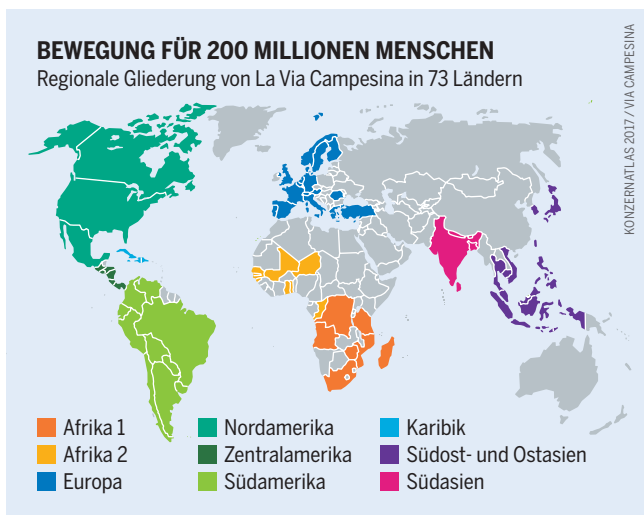 BEWEGUNG FÜR 200 MILLIONEN MENSCHEN
Regionale Gliederung von La Via Campesina in 73 Ländern
KONZERNATLAS 2017 / VIA CAMPESINA
Afrika 1
Afrika 2
Europa
Nordamerika
Zentralamerika
Südamerika
Karibik
Südost- und Ostasien
Südasien